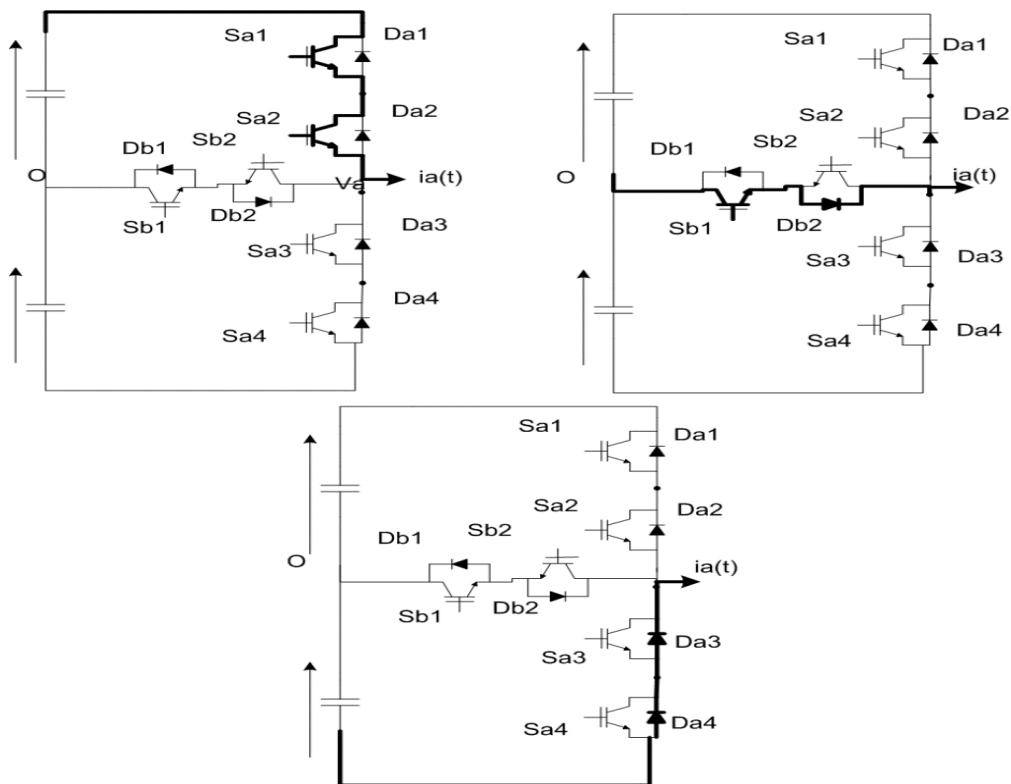 Sa1 Da1
Sa2 Da2
Db1 Sb2
O Va ia(t)
Sb1 Db2 Da3
Sa3
Da4
Sa4
Sa1 Da1
Sa2 Da2
Db1 Sb2
O ia(t)
Sb1 Db2 Da3
Sa3
Sa4 Da4
Sa1 Da1
Sa2 Da2
Db1 Sb2
O ia(t)
Sb1 Db2 Da3
Sa3
Sa4 Da4